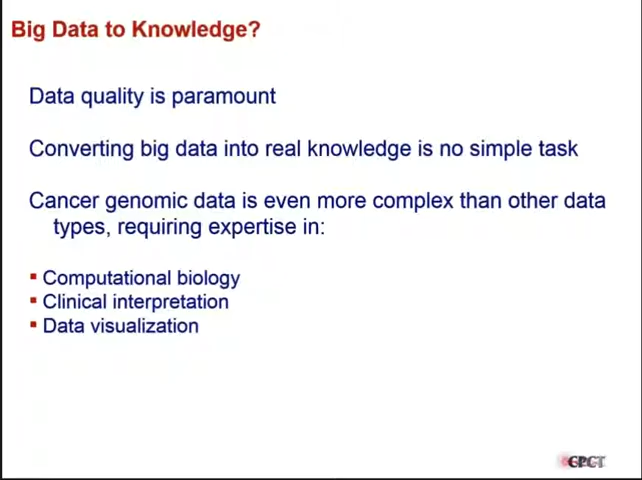 Big Data to Knowledge?
Data quality is paramount
Converting big data into real knowledge is no simple task
Cancer genomic data is even more complex than other data
types, requiring expertise in:
Computational biology
Clinical interpretation
Data visualization
CPCT